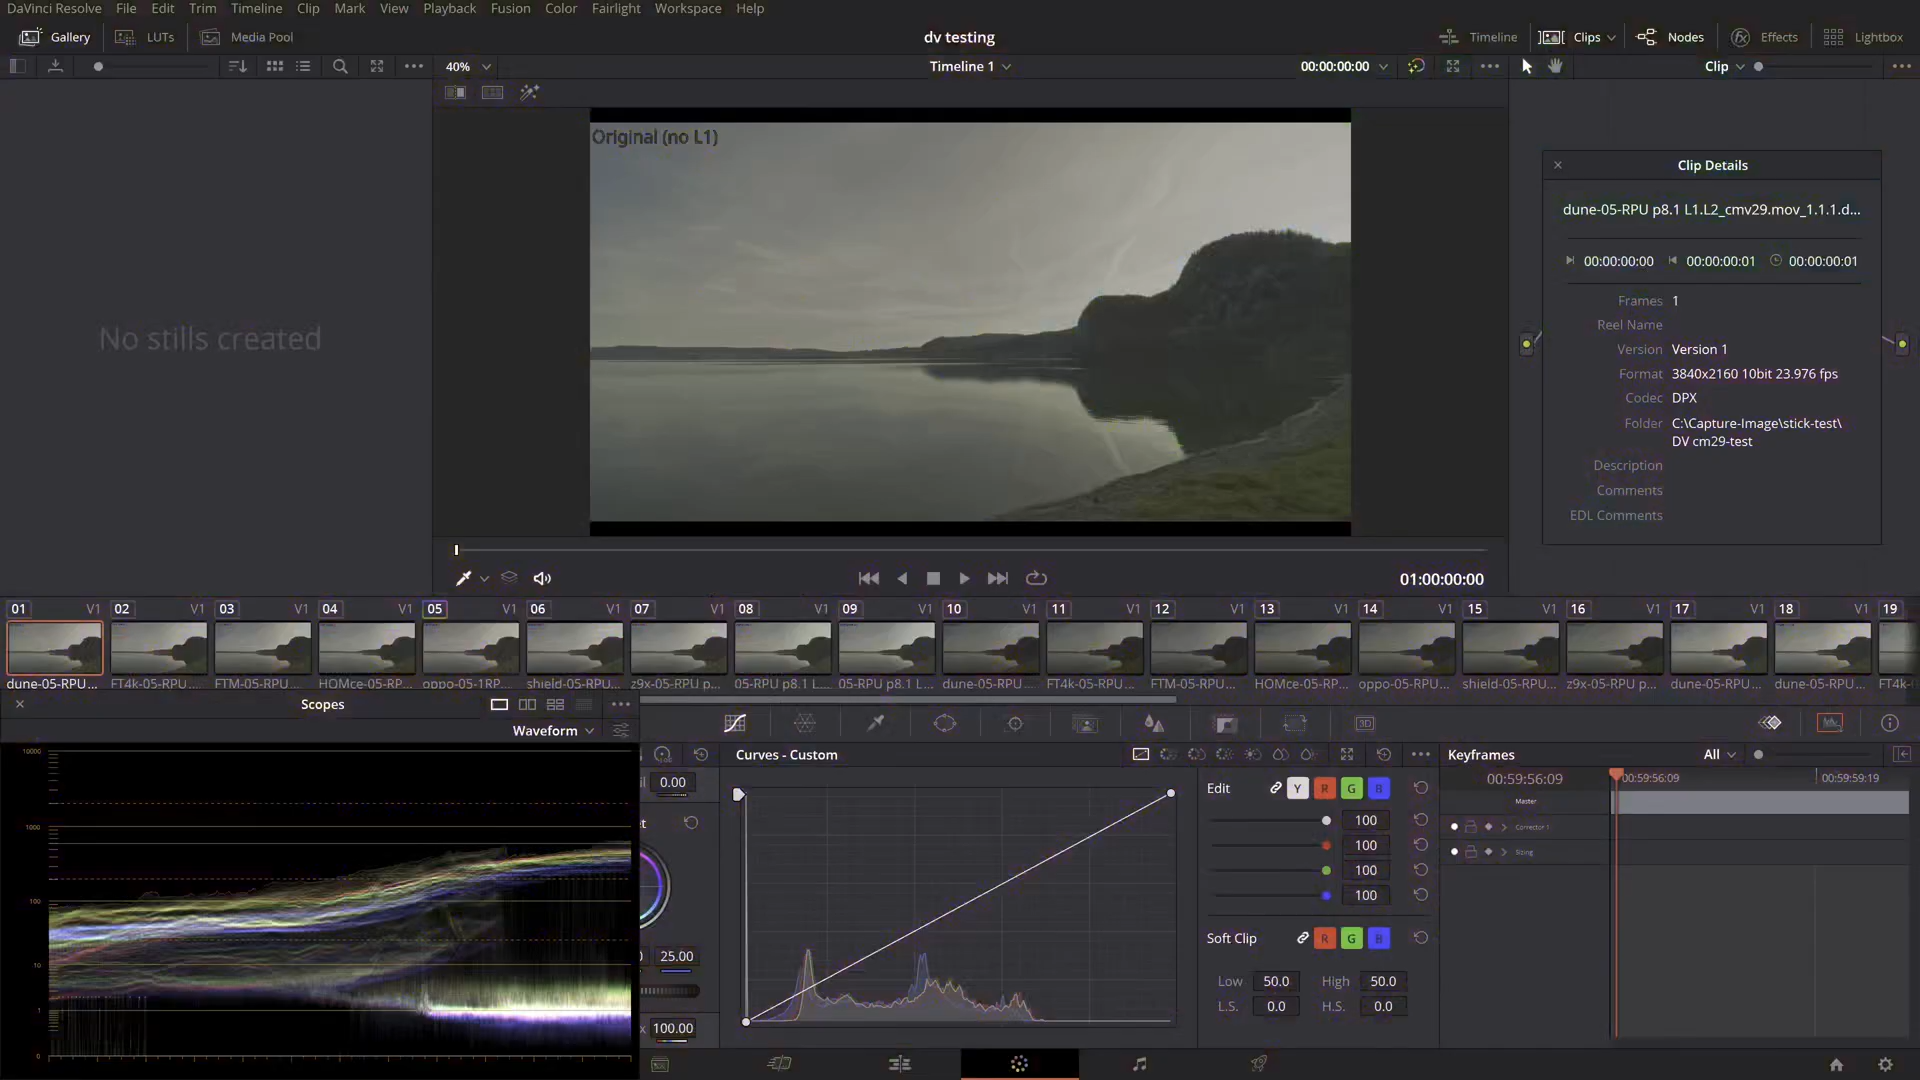 DaVinci Resolve File Edit Trim Timeline Clip Mark View Playback Fusion Color Fairlight Workspace Help
Gallery LUTs Media Pool dv testing Timeline Clips Nodes Effects Lightbox
40% Timeline 1 00:00:00:00 Clip
Original (no L1)
No stills created
Clip Details
dune-05-RPU p8.1 L1.L2_cmv29.mov_1.1.1.d...
00:00:00:00 00:00:00:01 00:00:00:01
Frames 1
Reel Name
Version Version 1
Format 3840x2160 10bit 23.976 fps
Codec DPX
Folder C:\Capture-Image\stick-test\
DV cm29-test
Description
Comments
EDL Comments
01:00:00:00
01 V1 02 V1 03 V1 04 V1 05 V1 06 V1 07 V1 08 V1 09 V1 10 V1 11 V1 12 V1 13 V1 14 V1 15 V1 16 V1 17 V1 18 V1 19
dune-05-RPU... FT4k-05-RPU... FTM-05-RPU... HOMce-05-RP... oppo-05-1RP... shield-05-RPU... z9x-05-RPU p... 05-RPU p8.1 L... 05-RPU p8.1 L... dune-05-RPU... FT4k-05-RPU... FTM-05-RPU... HOMce-05-RP... oppo-05-RPU... shield-05-RPU... z9x-05-RPU p... dune-05-RPU... dune-05-RPU... FT4k-
Scopes
Waveform
10000
1000
100
10
1
0
0.00
et
25.00
100.00
Curves - Custom
3D
Edit Y R G B
100
100
100
100
Soft Clip R G B
Low 50.0 High 50.0
L.S. 0.0 H.S. 0.0
Keyframes All
00:59:56:09 00:59:56:09 00:59:59:19
Master
Corrector 1
Sizing